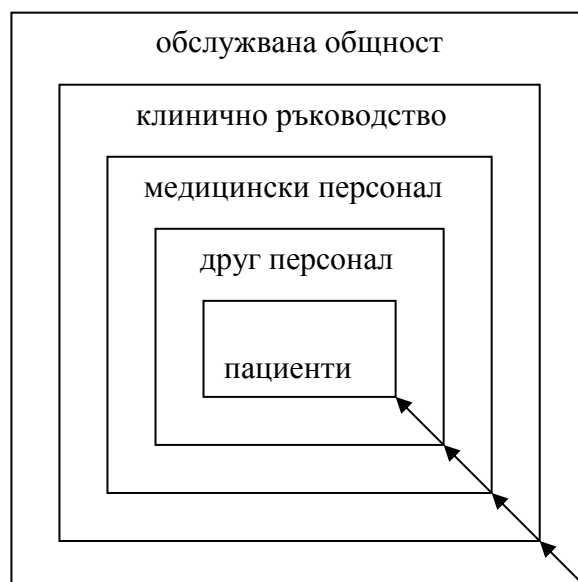 обслужвана общност
клинично ръководство
медицински персонал
друг персонал
пациенти